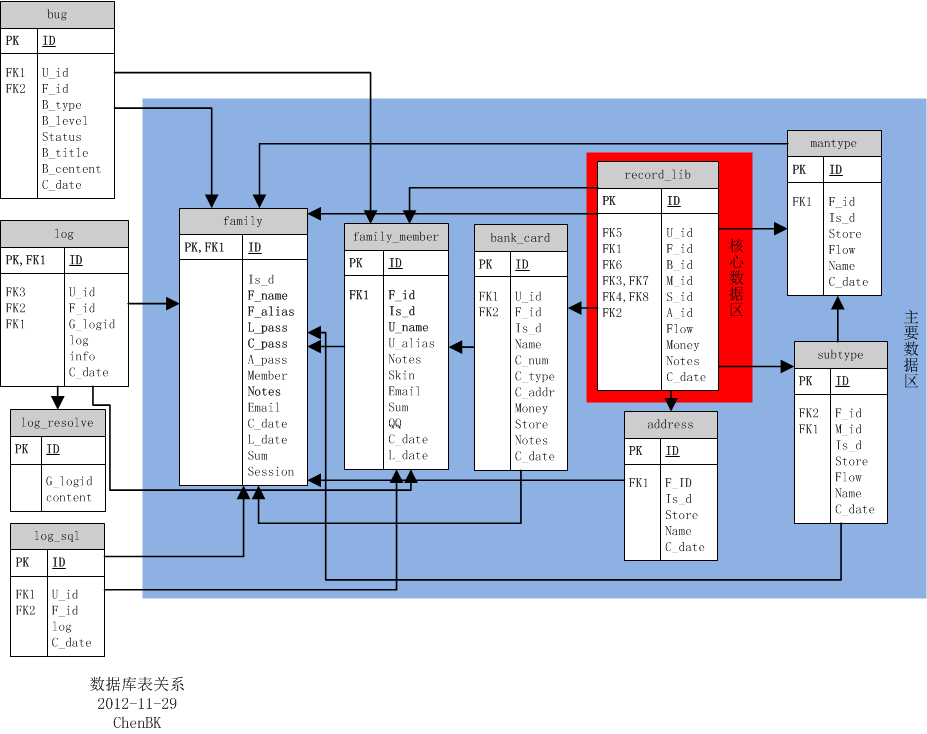 bug
PK ID
FK1 U_id
FK2 F_id
B_type
B_level
Status
B_title
B_centent
C_date
log
PK,FK1 ID
FK3 U_id
FK2 F_id
FK1 G_logid
log
info
C_date
log_resolve
PK ID
G_logid
content
log_sql
PK ID
FK1 U_id
FK2 F_id
log
C_date
family
PK,FK1 ID
Is_d
F_name
F_alias
L_pass
C_pass
A_pass
Member
Notes
Email
C_date
L_date
Sum
Session
family_member
PK ID
FK1 F_id
Is_d
U_name
U_alias
Notes
Skin
Email
Sum
QQ
C_date
L_date
bank_card
PK ID
FK1 U_id
FK2 F_id
Is_d
Name
C_num
C_type
C_addr
Money
Store
Notes
C_date
record_lib
PK ID
FK5 U_id
FK1 F_id
FK6 B_id
FK3,FK7 M_id
FK4,FK8 S_id
FK2 A_id
Flow
Money
Notes
C_date
核心数据区
address
PK ID
FK1 F_ID
Is_d
Store
Name
C_date
mantype
PK ID
FK1 F_id
Is_d
Store
Flow
Name
C_date
subtype
PK ID
FK2 F_id
FK1 M_id
Is_d
Store
Flow
Name
C_date
主要数据区
数据库表关系
2012-11-29
ChenBK